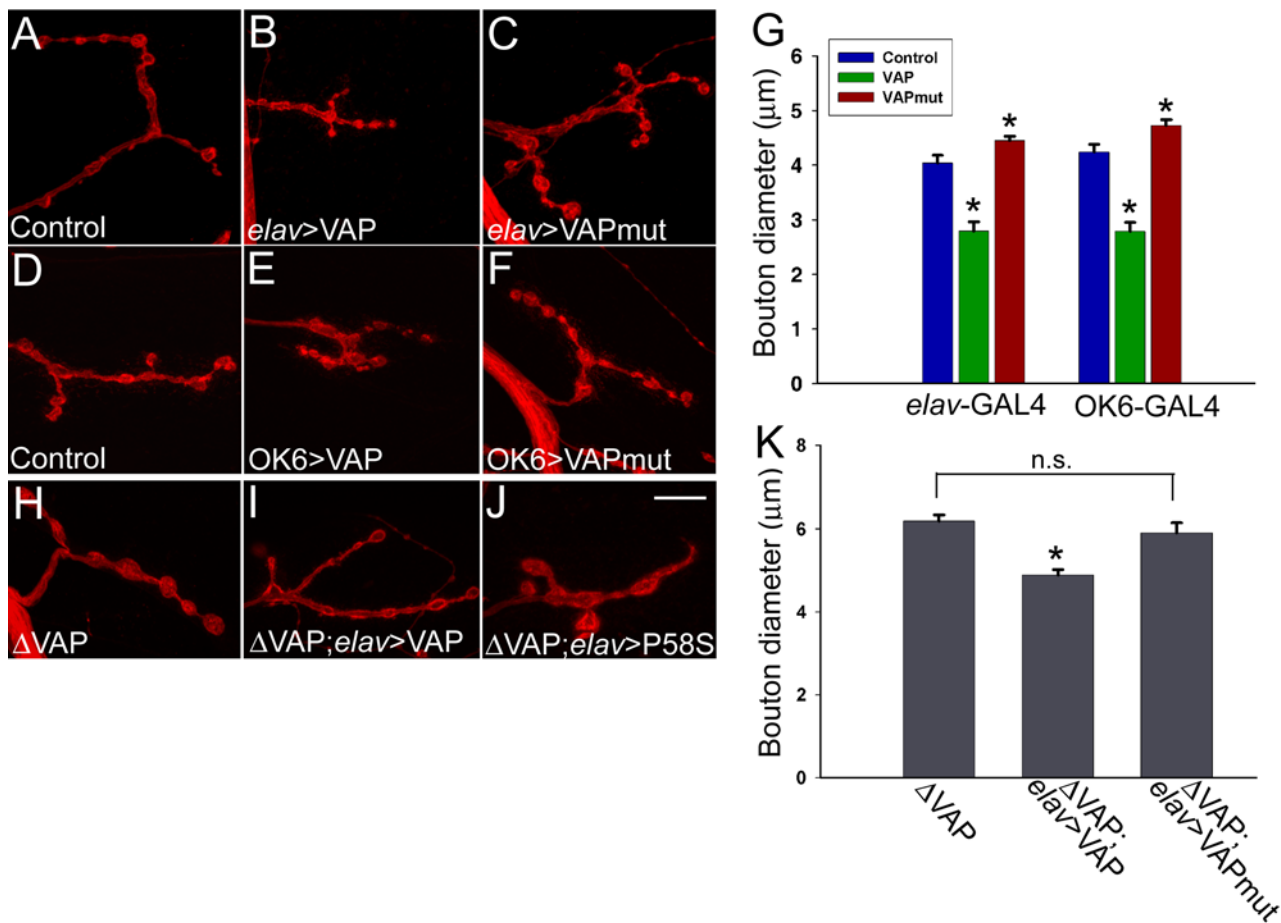 A
Control
B
elav>VAP
C
elav>VAPmut
D
Control
E
OK6>VAP
F
OK6>VAPmut
H
ΔVAP
I
ΔVAP;elav>VAP
J
ΔVAP;elav>P58S
G
Control
VAP
VAPmut
Bouton diameter (μm)
6
5
4
3
2
1
0
*
*
*
*
elav-GAL4
OK6-GAL4
K
n.s.
Bouton diameter (μm)
8
6
4
2
0
*
ΔVAP
ΔVAP;
elav>VAP
ΔVAP;
elav>VAPmut